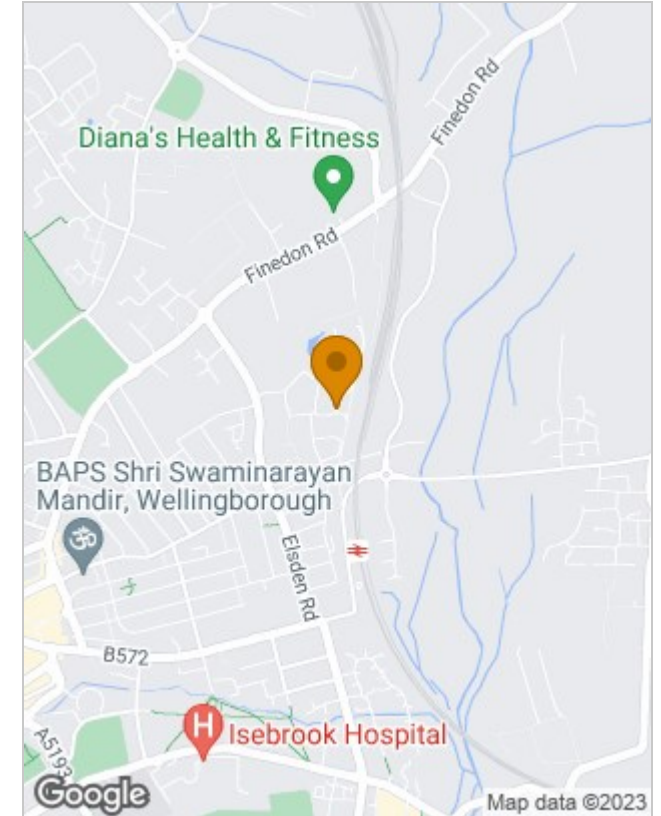 Finedon Rd
Diana's Health & Fitness
Finedon Rd
BAPS Shri Swaminarayan
Mandir, Wellingborough
ॐ
Elsden Rd
B572
A5193
H
Isebrook Hospital
Google
Map data ©2023